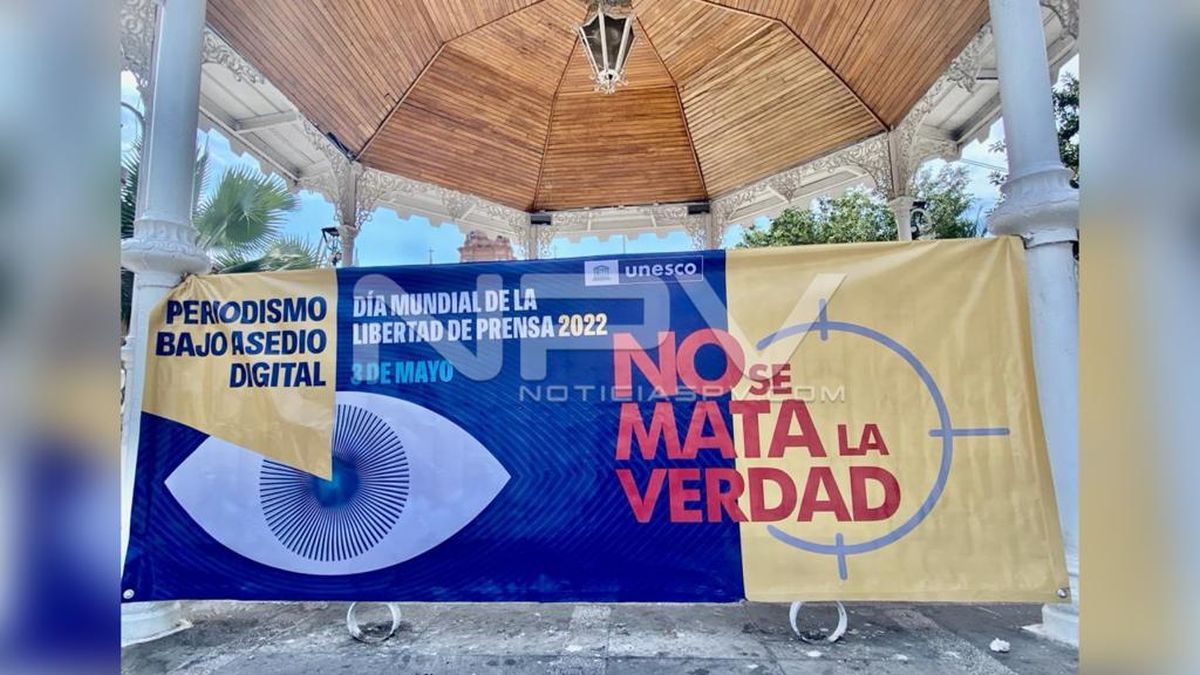 unesco
PERIODISMO
BAJO ASEDIO
DIGITAL
DÍA MUNDIAL DE LA
LIBERTAD DE PRENSA 2022
3 DE MAYO
NO SE
MATA LA
VERDAD
NPV
NOTICIASPV.COM